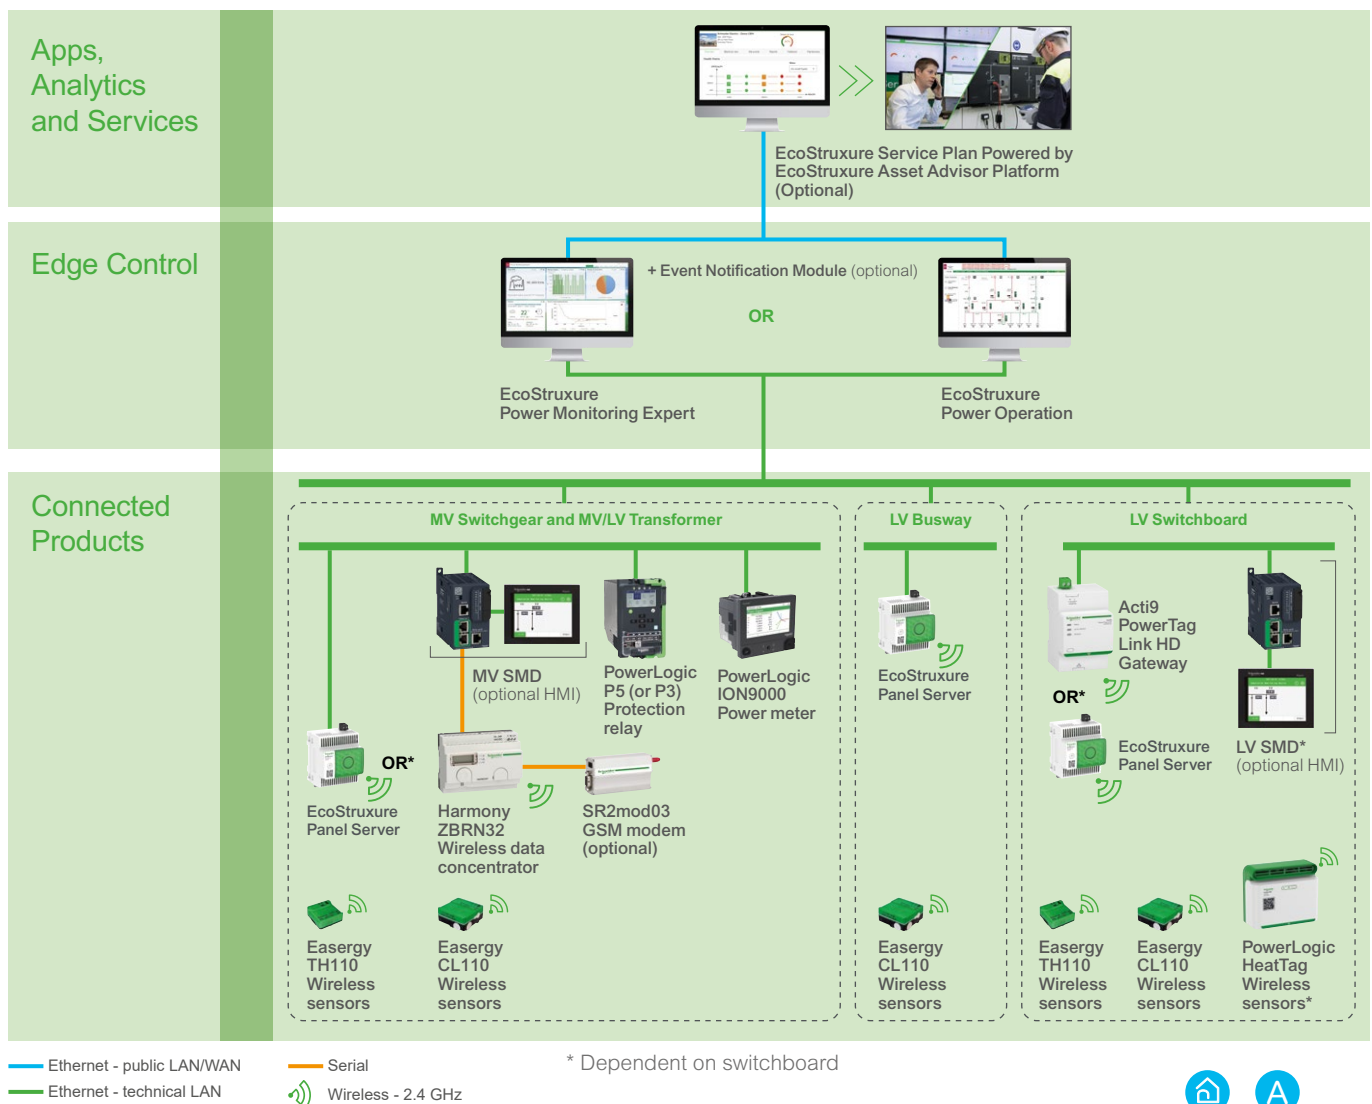 Apps,
Analytics
and Services
EcoStruxure Service Plan Powered by
EcoStruxure Asset Advisor Platform
(Optional)
Edge Control
+ Event Notification Module (optional)
OR
EcoStruxure
Power Monitoring Expert
EcoStruxure
Power Operation
Connected
Products
MV Switchgear and MV/LV Transformer
LV Busway
LV Switchboard
MV SMD
(optional HMI)
PowerLogic
P5 (or P3)
Protection
relay
PowerLogic
ION9000
Power meter
EcoStruxure
Panel Server
Acti9
PowerTag
Link HD
Gateway
OR*
EcoStruxure
Panel Server
LV SMD*
(optional HMI)
OR*
EcoStruxure
Panel Server
Harmony
ZBRN32
Wireless data
concentrator
SR2mod03
GSM modem
(optional)
Easergy
TH110
Wireless
sensors
Easergy
CL110
Wireless
sensors
Easergy
CL110
Wireless
sensors
Easergy
TH110
Wireless
sensors
Easergy
CL110
Wireless
sensors
PowerLogic
HeatTag
Wireless
sensors*
Ethernet - public LAN/WAN
Serial
* Dependent on switchboard
Ethernet - technical LAN
Wireless - 2.4 GHz
A